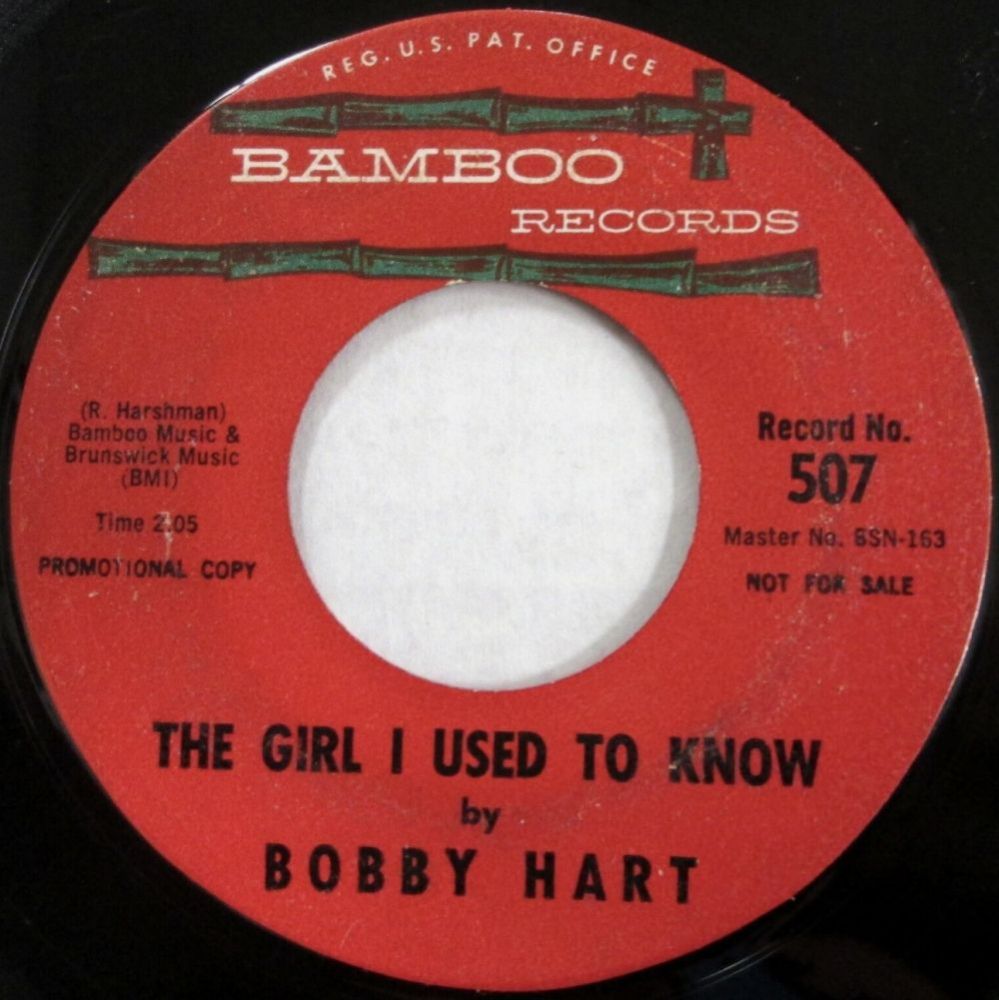 REG. U.S. PAT. OFFICE
BAMBOO
RECORDS
(R. Harshman)
Bamboo Music &
Brunswick Music
(BMI)
Time 2:05
PROMOTIONAL COPY
Record No.
507
Master No. BSN-163
NOT FOR SALE
THE GIRL I USED TO KNOW
by
BOBBY HART